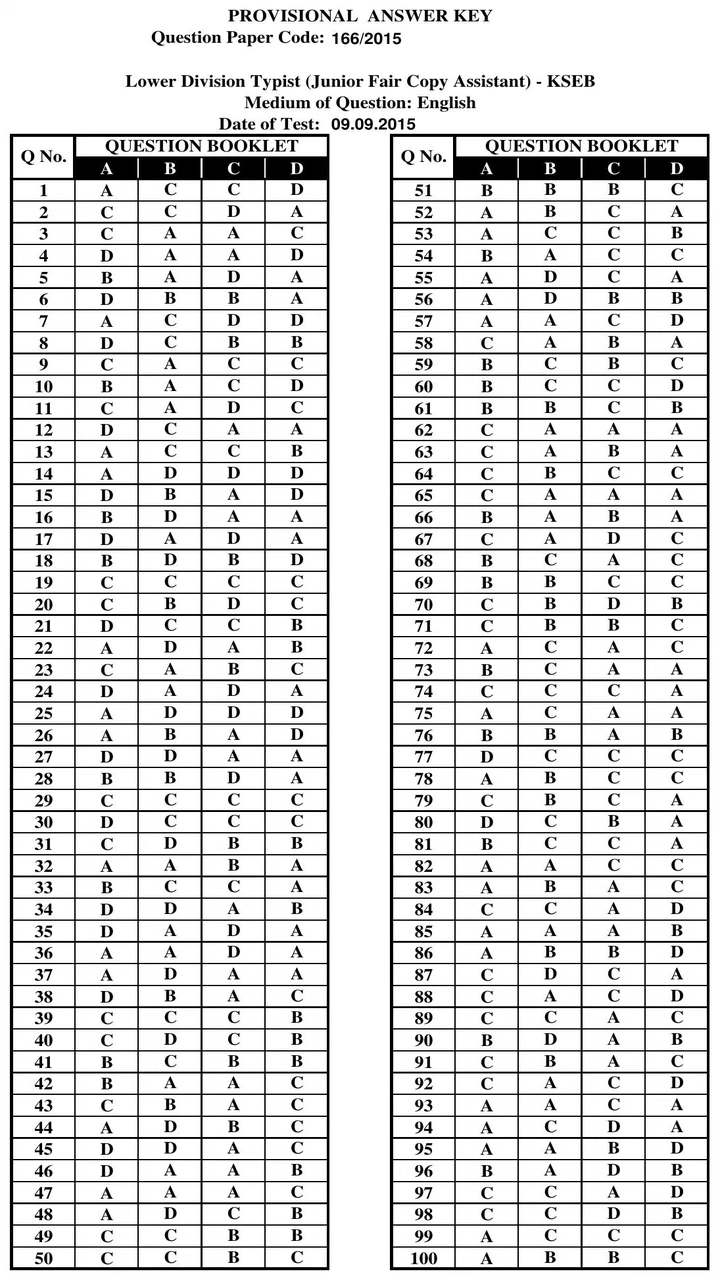 PROVISIONAL ANSWER KEY
Question Paper Code: 166/2015
Lower Division Typist (Junior Fair Copy Assistant) - KSEB
Medium of Question: English
Date of Test: 09.09.2015
Q No. QUESTION BOOKLET Q No. QUESTION BOOKLET
A B C D A B C D
1 A C C D 51 B B B C
2 C C D A 52 A B C A
3 C A A C 53 A C C B
4 D A A D 54 B A C C
5 B A D A 55 A D C A
6 D B B A 56 A D B B
7 A C D D 57 A A C D
8 D C B B 58 C A B A
9 C A C C 59 B C B C
10 B A C D 60 B C C D
11 C A D C 61 B B C B
12 D C A A 62 C A A A
13 A C C B 63 C A B A
14 A D D D 64 C B C C
15 D B A D 65 C A A A
16 B D A A 66 B A B A
17 D A D A 67 C A D C
18 B D B D 68 B C A C
19 C C C C 69 B B C C
20 C B D C 70 C B D B
21 D C C B 71 C B B C
22 A D A B 72 A C A C
23 C A B C 73 B C A A
24 D A D A 74 C C C A
25 A D D D 75 A C A A
26 A B A D 76 B B A B
27 D D A A 77 D C C C
28 B B D A 78 A B C C
29 C C C C 79 C B C A
30 D C C C 80 D C B A
31 C D B B 81 B C C A
32 A A B A 82 A A C C
33 B C C A 83 A B A C
34 D D A B 84 C C A D
35 D A D A 85 A A A B
36 A A D A 86 A B B D
37 A D A A 87 C D C A
38 D B A C 88 C A C D
39 C C C B 89 C C A C
40 C D C B 90 B D A B
41 B C B B 91 C B A C
42 B A A C 92 C A C D
43 C B A C 93 A A C A
44 A D B C 94 A C D A
45 D D A C 95 A A B D
46 D A A B 96 B A D B
47 A A A C 97 C C A D
48 A D C B 98 C C D B
49 C C B B 99 A C C C
50 C C B C 100 A B B C